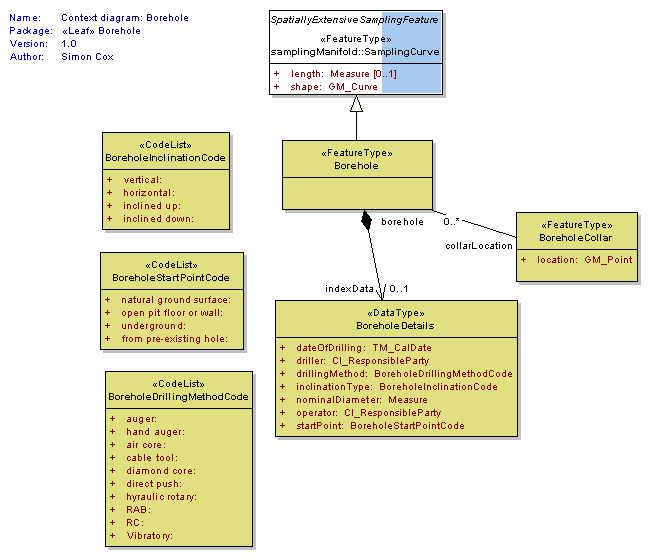 Name: Context diagram: Borehole
Package: «Leaf» Borehole
Version: 1.0
Author: Simon Cox
SpatiallyExtensiveSamplingFeature
«FeatureType»
samplingManifold::SamplingCurve
+ length: Measure [0..1]
+ shape: GM_Curve
«CodeList»
BoreholeInclinationCode
+ vertical:
+ horizontal:
+ inclined up:
+ inclined down:
«FeatureType»
Borehole
borehole 0..*
collarLocation
«FeatureType»
BoreholeCollar
+ location: GM_Point
«CodeList»
BoreholeStartPointCode
+ natural ground surface:
+ open pit floor or wall:
+ underground:
+ from pre-existing hole:
indexData 0..1
«DataType»
BoreholeDetails
+ dateOfDrilling: TM_CalDate
+ driller: CI_ResponsibleParty
+ drillingMethod: BoreholeDrillingMethodCode
+ inclinationType: BoreholeInclinationCode
+ nominalDiameter: Measure
+ operator: CI_ResponsibleParty
+ startPoint: BoreholeStartPointCode
«CodeList»
BoreholeDrillingMethodCode
+ auger:
+ hand auger:
+ air core:
+ cable tool:
+ diamond core:
+ direct push:
+ hyraulic rotary:
+ RAB:
+ RC:
+ Vibratory: